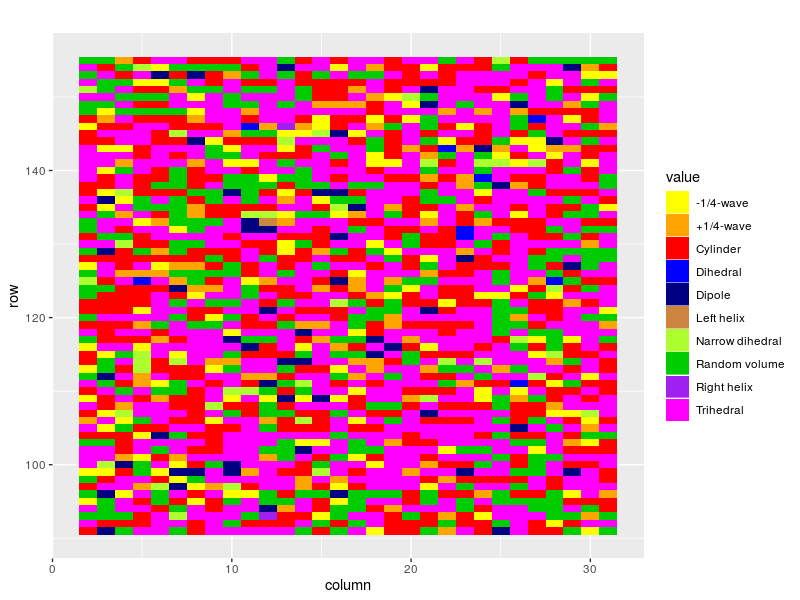 value
-1/4-wave
+1/4-wave
Cylinder
Dihedral
Dipole
Left helix
Narrow dihedral
Random volume
Right helix
Trihedral
row
140
120
100
0
10
20
30
column